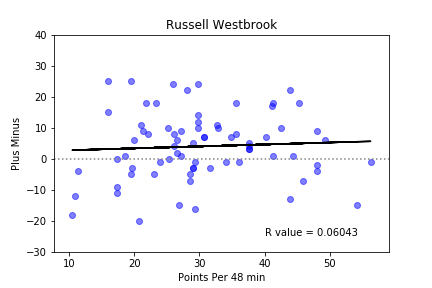 Russell Westbrook
Plus Minus
40
30
20
10
0
−10
−20
−30
R value = 0.06043
10 20 30 40 50
Points Per 48 min